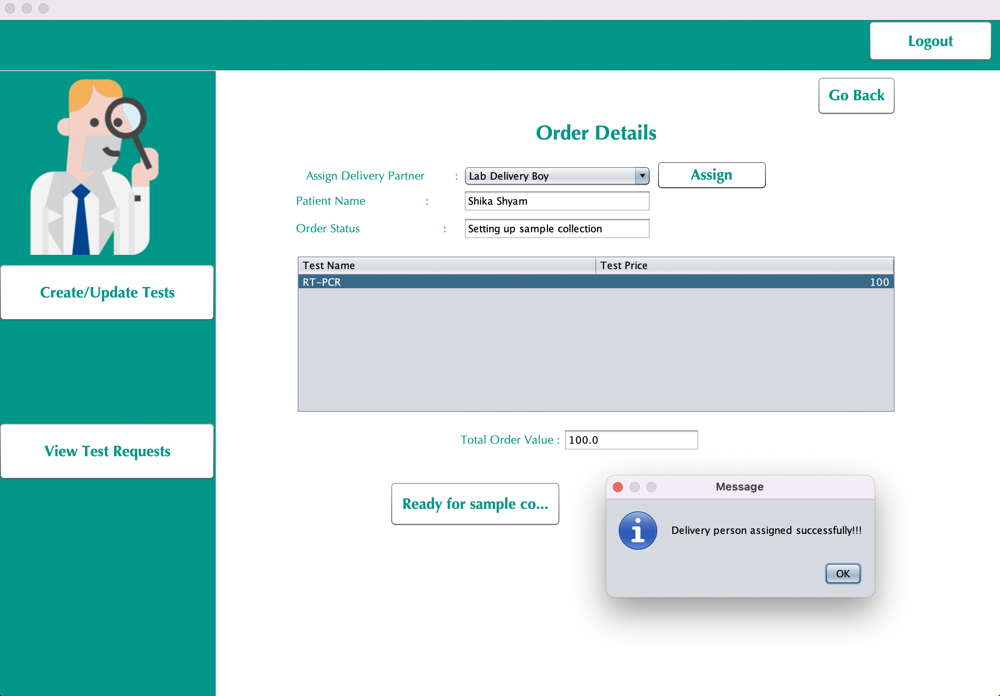 Logout
Go Back
Order Details
Assign Delivery Partner : Lab Delivery Boy Assign
Patient Name : Shika Shyam
Order Status : Setting up sample collection
Test Name Test Price
RT-PCR 100
Create/Update Tests
View Test Requests
Total Order Value : 100.0
Ready for sample co...
Message
Delivery person assigned successfully!!!
OK